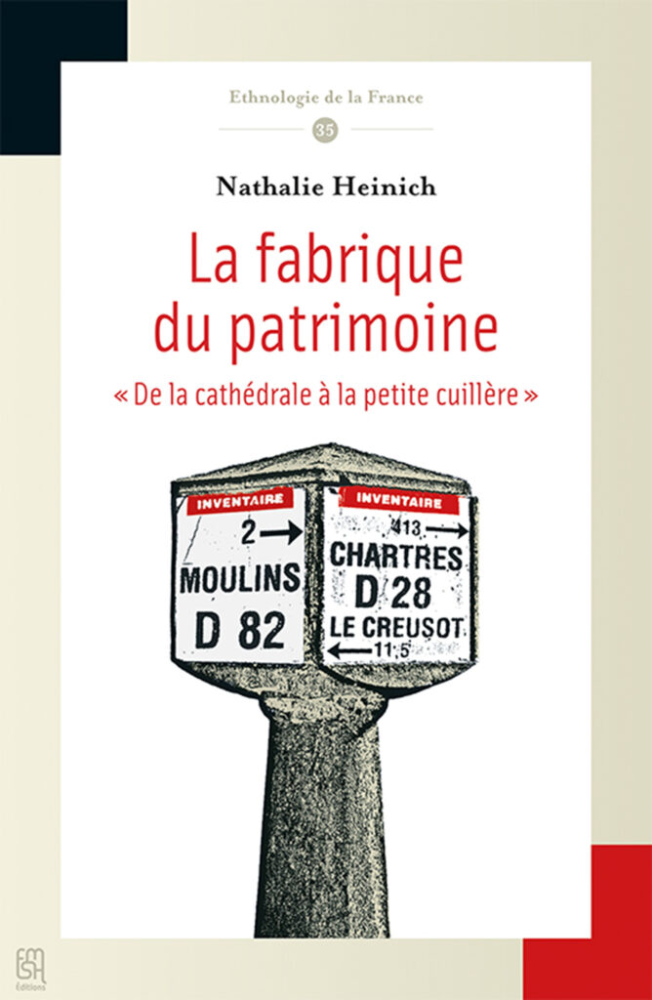 Ethnologie de la France
35
Nathalie Heinich
La fabrique
du patrimoine
« De la cathédrale à la petite cuillère »
INVENTAIRE
2
MOULINS
D 82
INVENTAIRE
413
CHARTRES
D 28
LE CREUSOT
11,5
EMSH
Éditions